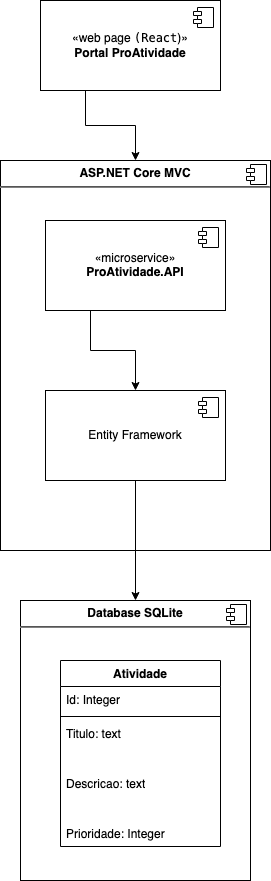 «web page (React)»
Portal ProAtividade
ASP.NET Core MVC
«microservice»
ProAtividade.API
Entity Framework
Database SQLite
Atividade
Id: Integer
Titulo: text
Descricao: text
Prioridade: Integer